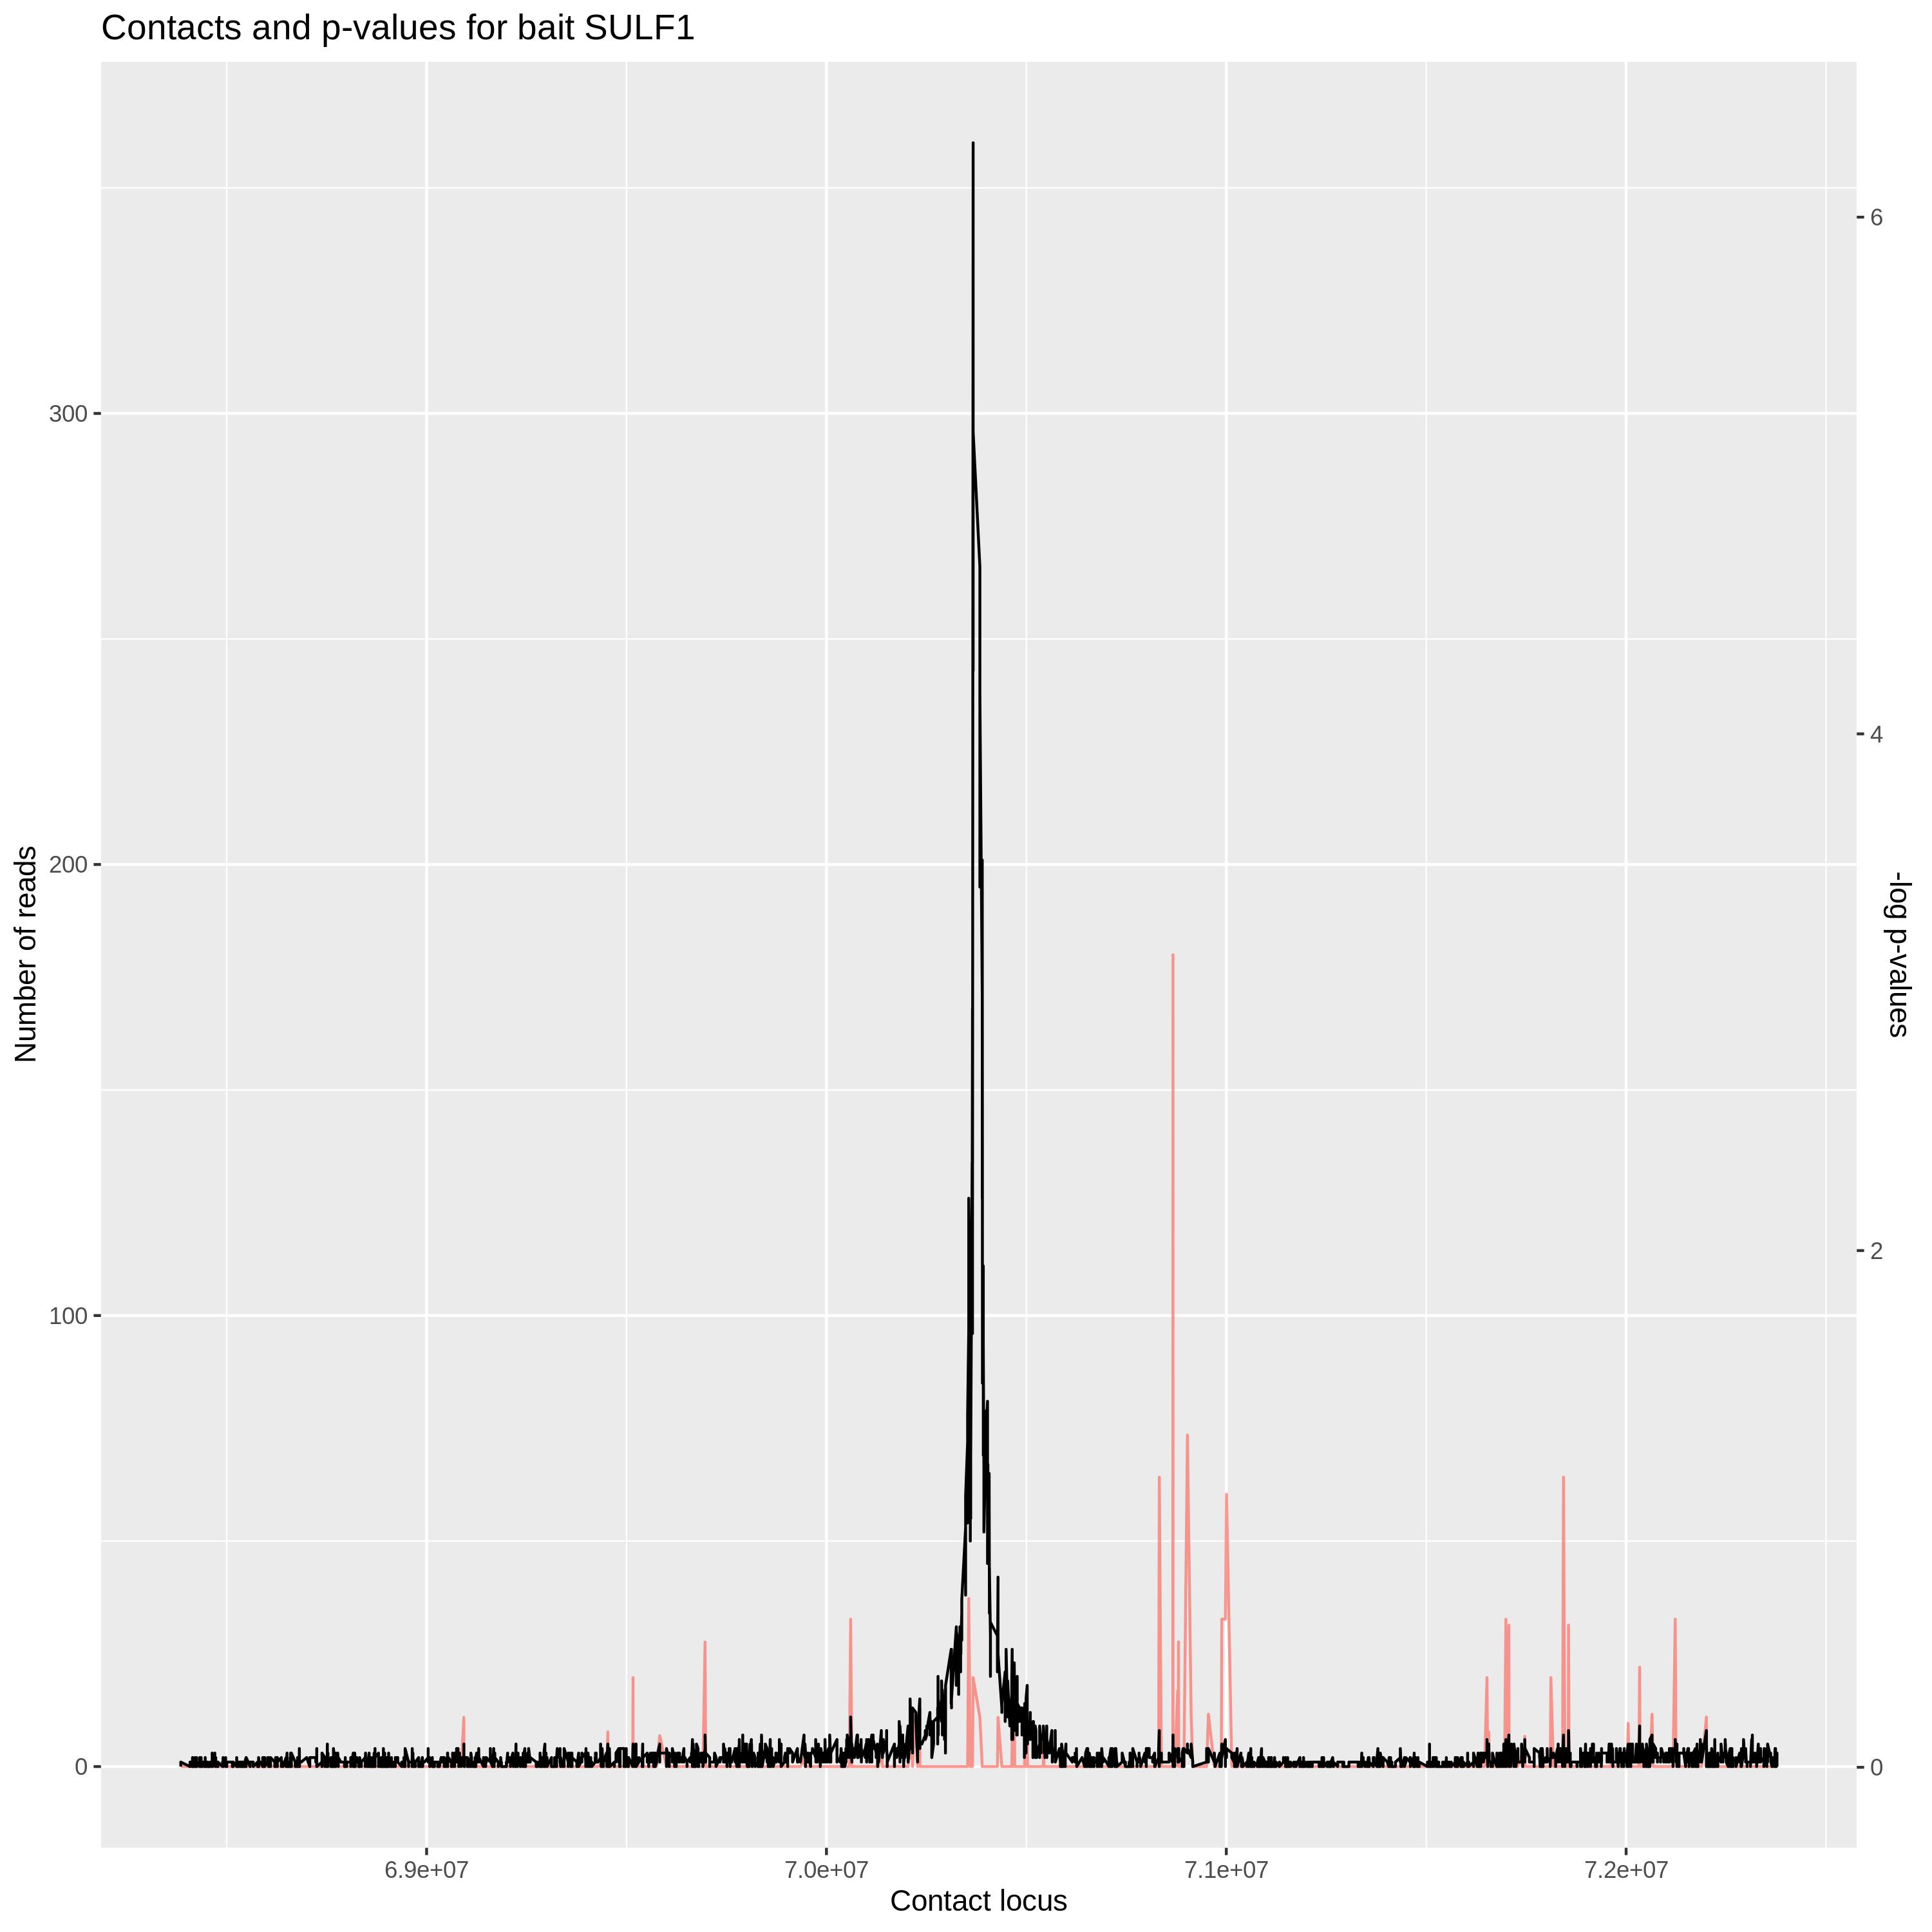 Contacts and p-values for bait SULF1
Number of reads
300
200
100
0
6
4
2
0
-log p-values
6.9e+07
7.0e+07
7.1e+07
7.2e+07
Contact locus